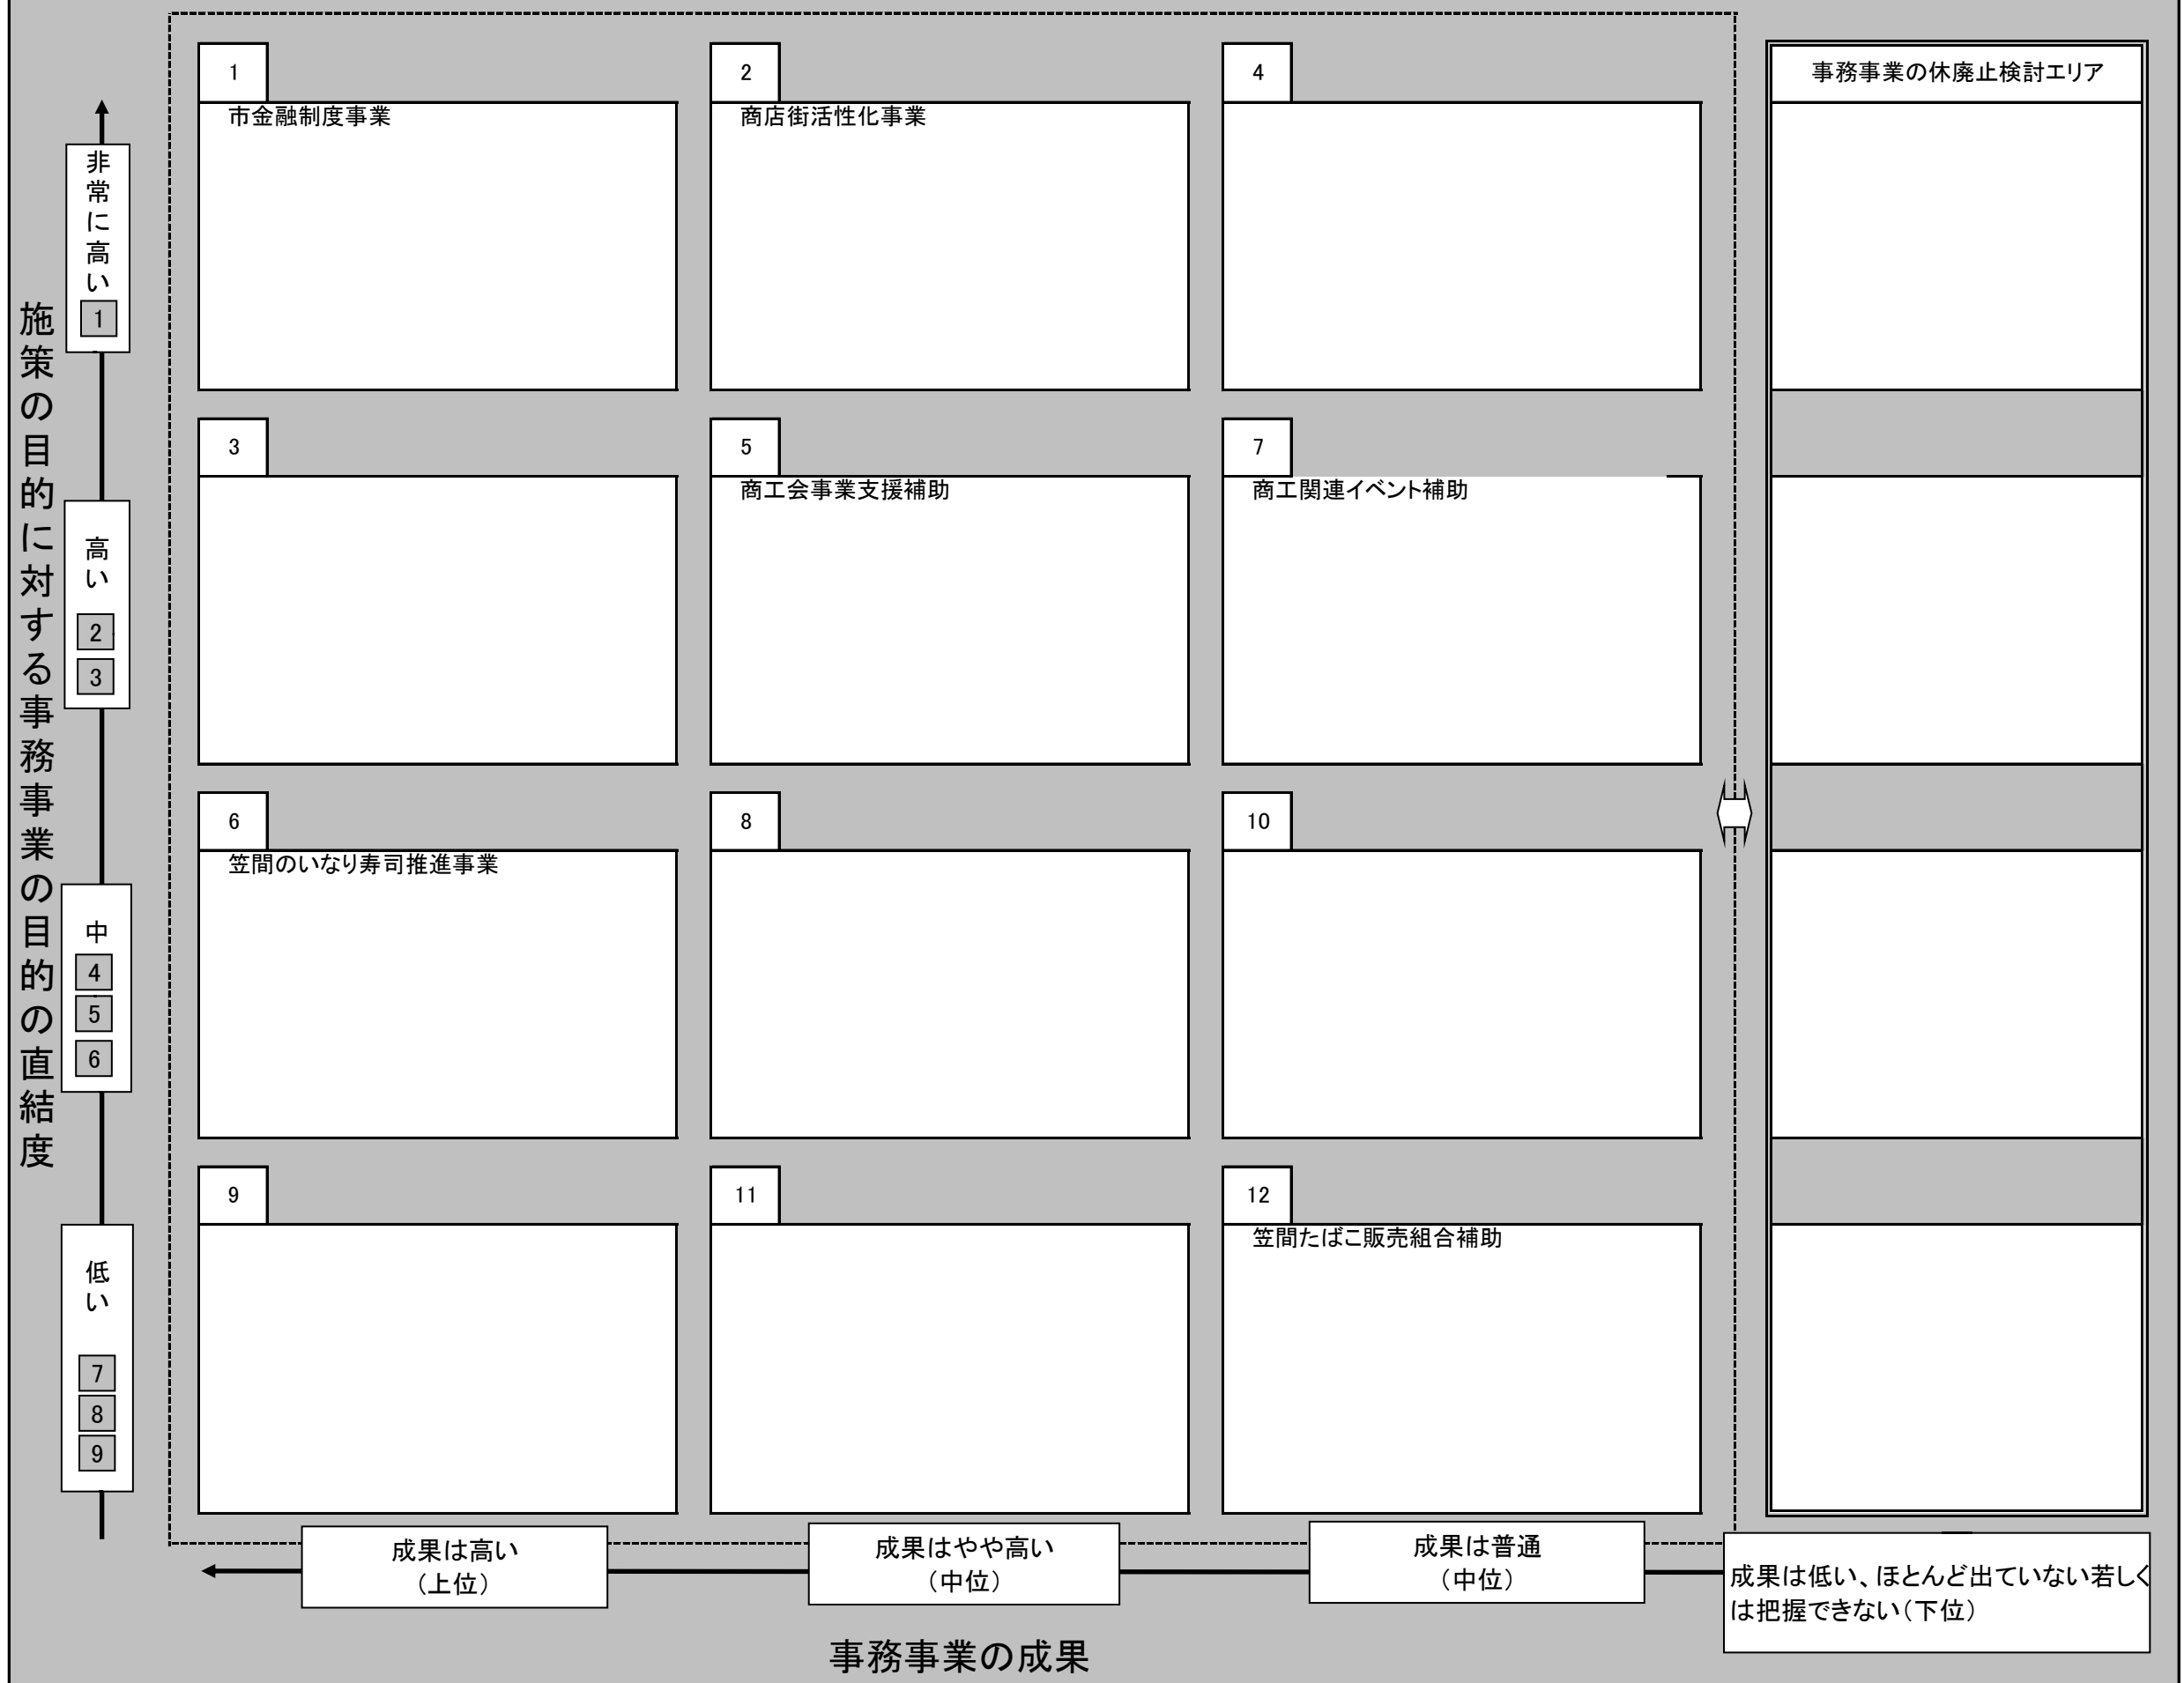 1
2
4
事務事業の休廃止検討エリア
市金融制度事業
商店街活性化事業
非常に高い
1
施策の目的に対する事務事業の目的の直結度
3
5
7
商工会事業支援補助
商工関連イベント補助
高い
2
3
6
8
10
笠間のいなり寿司推進事業
中
4
5
6
9
11
12
笠間たばこ販売組合補助
低い
7
8
9
成果は高い
（上位）
成果はやや高い
（中位）
成果は普通
（中位）
成果は低い、ほとんど出ていない若しく
は把握できない（下位）
事務事業の成果